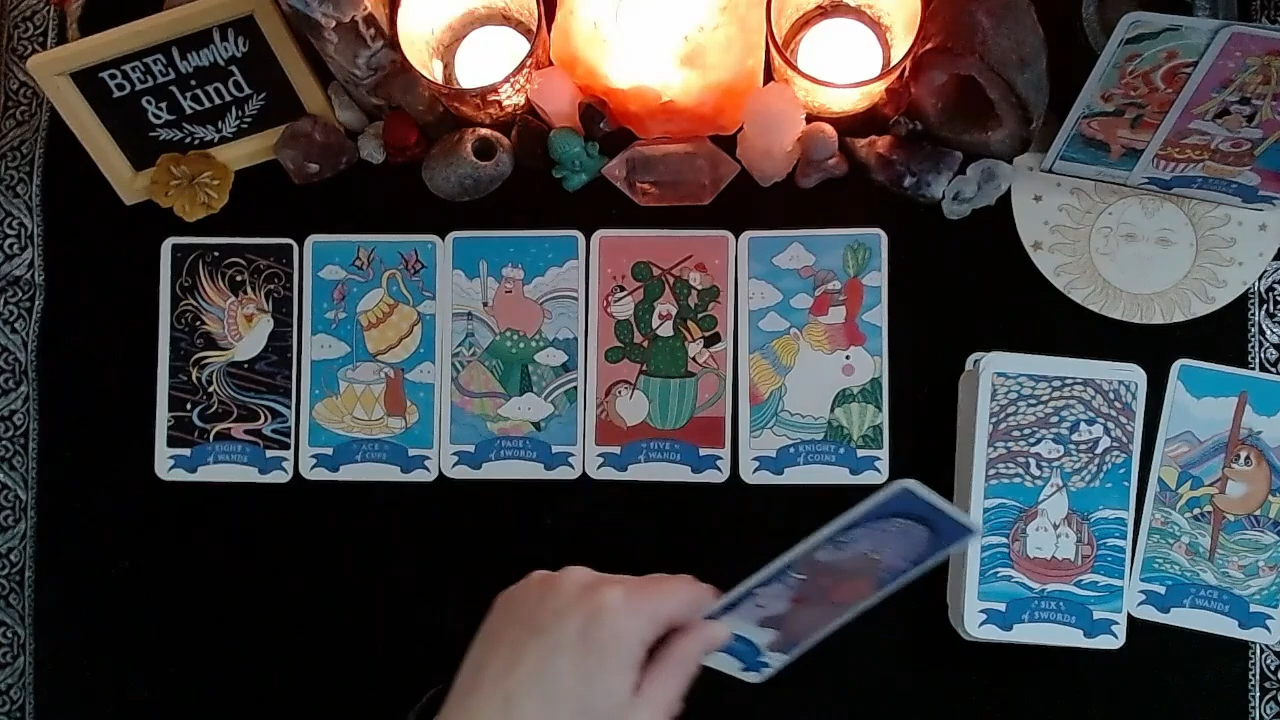 BEE humble
& kind
EIGHT
of WANDS
ACE
of CUPS
PAGE
of SWORDS
FIVE
of WANDS
KNIGHT
of COINS
SIX
of SWORDS
ACE
of WANDS